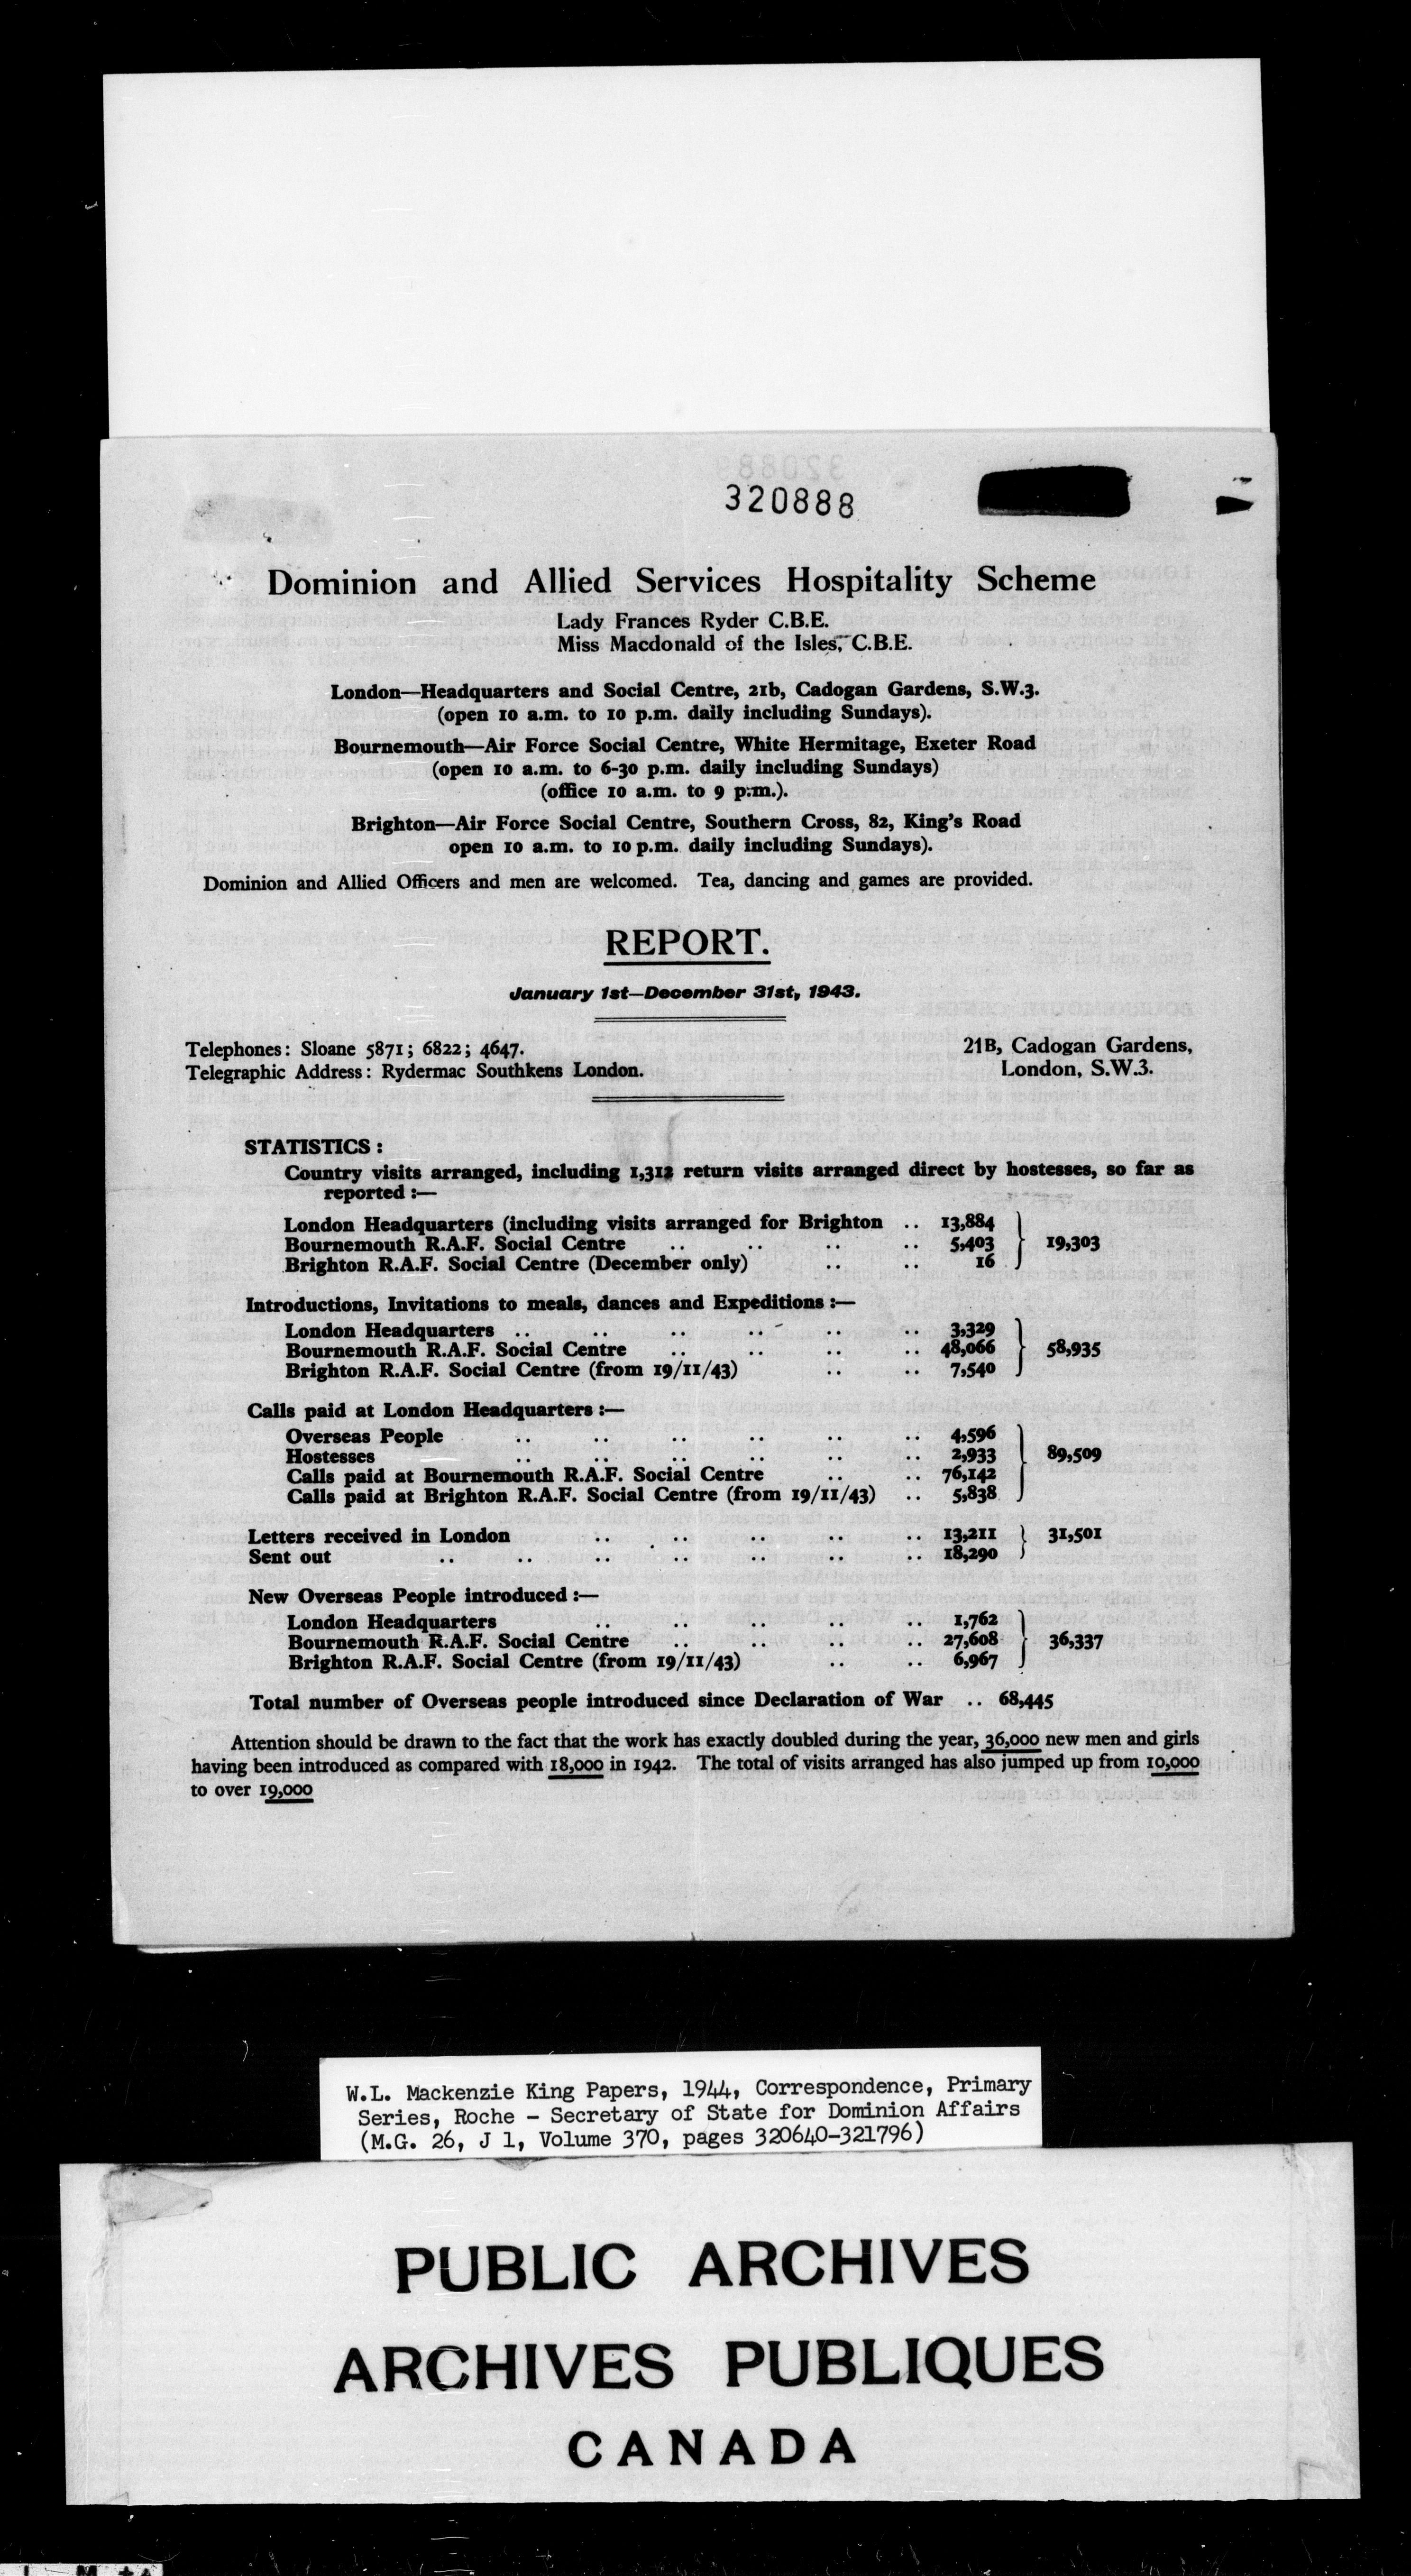 320888
Dominion and Allied Services Hospitality Scheme
Lady Frances Ryder C.B.E.
Miss Macdonald of the Isles, C.B.E.
London—Headquarters and Social Centre, 21b, Cadogan Gardens, S.W.3.
(open 10 a.m. to 10 p.m. daily including Sundays).
Bournemouth—Air Force Social Centre, White Hermitage, Exeter Road
(open 10 a.m. to 6-30 p.m. daily including Sundays)
(office 10 a.m. to 9 p.m.).
Brighton—Air Force Social Centre, Southern Cross, 82, King's Road
open 10 a.m. to 10 p.m. daily including Sundays).
Dominion and Allied Officers and men are welcomed. Tea, dancing and games are provided.
REPORT.
January 1st—December 31st, 1943.
Telephones: Sloane 5871; 6822; 4647. 21B, Cadogan Gardens,
Telegraphic Address: Rydermac Southkens London. London, S.W.3.
STATISTICS :
Country visits arranged, including 1,312 return visits arranged direct by hostesses, so far as
reported :—
London Headquarters (including visits arranged for Brighton .. 13,884
Bournemouth R.A.F. Social Centre .. .. .. .. 5,403 } 19,303
Brighton R.A.F. Social Centre (December only) .. .. 16
Introductions, Invitations to meals, dances and Expeditions :—
London Headquarters .. .. .. .. .. .. 3,329
Bournemouth R.A.F. Social Centre .. .. .. .. 48,066 } 58,935
Brighton R.A.F. Social Centre (from 19/11/43) .. .. 7,540
Calls paid at London Headquarters :—
Overseas People .. .. .. .. .. .. 4,596
Hostesses .. .. .. .. .. .. 2,933 } 89,509
Calls paid at Bournemouth R.A.F. Social Centre .. .. 76,142
Calls paid at Brighton R.A.F. Social Centre (from 19/11/43) .. 5,838
Letters received in London .. .. .. .. .. 13,211 } 31,501
Sent out .. .. .. .. .. .. .. 18,290
New Overseas People introduced :—
London Headquarters .. .. .. .. .. 1,762
Bournemouth R.A.F. Social Centre .. .. .. .. 27,608 } 36,337
Brighton R.A.F. Social Centre (from 19/11/43) .. .. 6,967
Total number of Overseas people introduced since Declaration of War .. 68,445
Attention should be drawn to the fact that the work has exactly doubled during the year, 36,000 new men and girls
having been introduced as compared with 18,000 in 1942. The total of visits arranged has also jumped up from 10,000
to over 19,000
W.L. Mackenzie King Papers, 1944, Correspondence, Primary
Series, Roche - Secretary of State for Dominion Affairs
(M.G. 26, J 1, Volume 370, pages 320640-321796)
PUBLIC ARCHIVES
ARCHIVES PUBLIQUES
CANADA